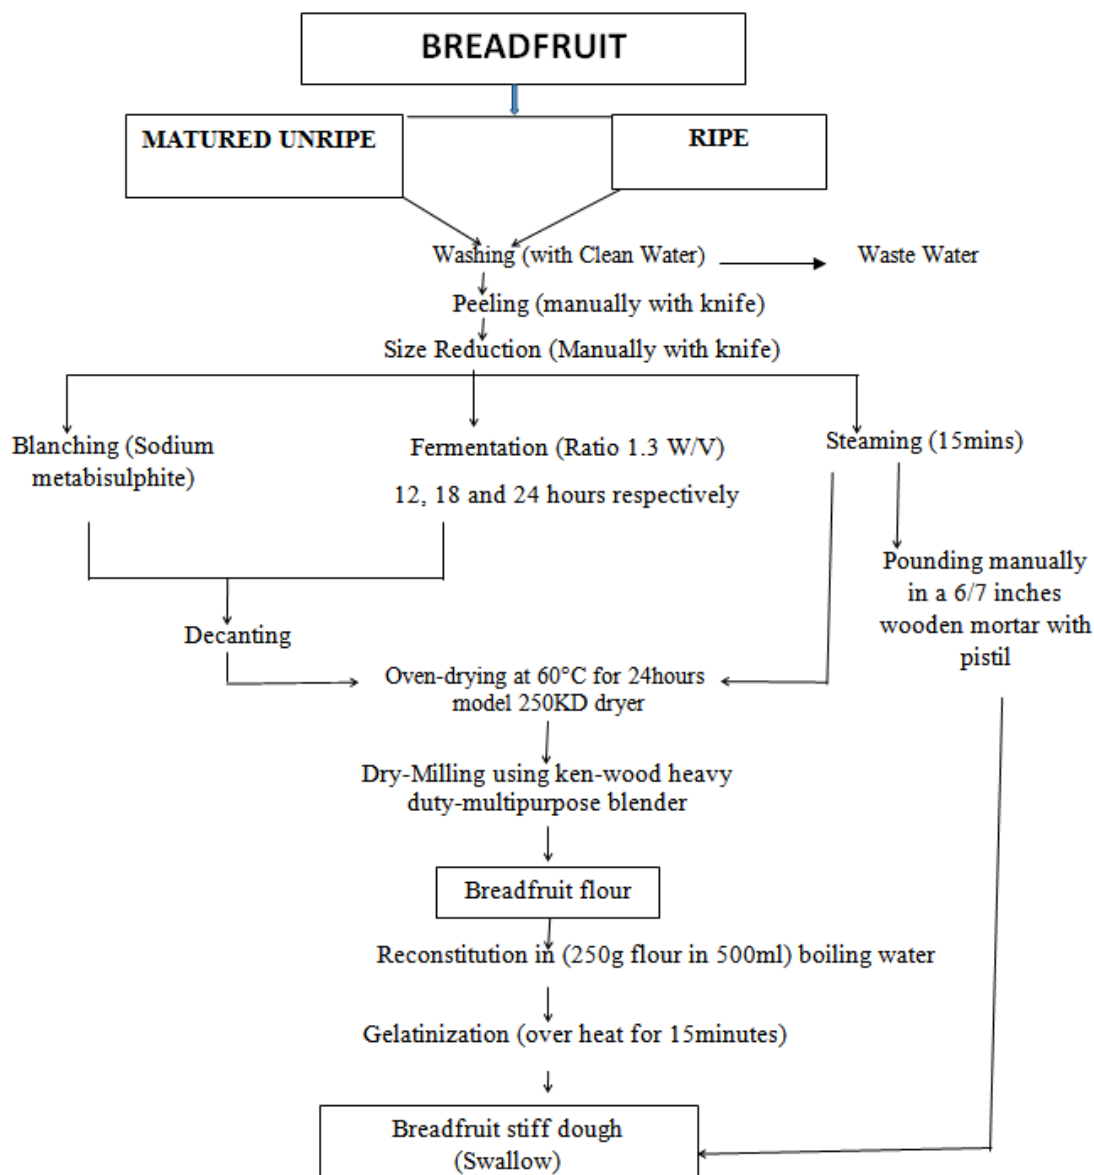 BREADFRUIT
MATURED UNRIPE
RIPE
Washing (with Clean Water)
Waste Water
Peeling (manually with knife)
Size Reduction (Manually with knife)
Blanching (Sodium
metabisulphite)
Fermentation (Ratio 1.3 W/V)
12, 18 and 24 hours respectively
Steaming (15mins)
Pounding manually
in a 6/7 inches
wooden mortar with
pistil
Decanting
Oven-drying at 60°C for 24hours
model 250KD dryer
Dry-Milling using ken-wood heavy
duty-multipurpose blender
Breadfruit flour
Reconstitution in (250g flour in 500ml) boiling water
Gelatinization (over heat for 15minutes)
Breadfruit stiff dough
(Swallow)